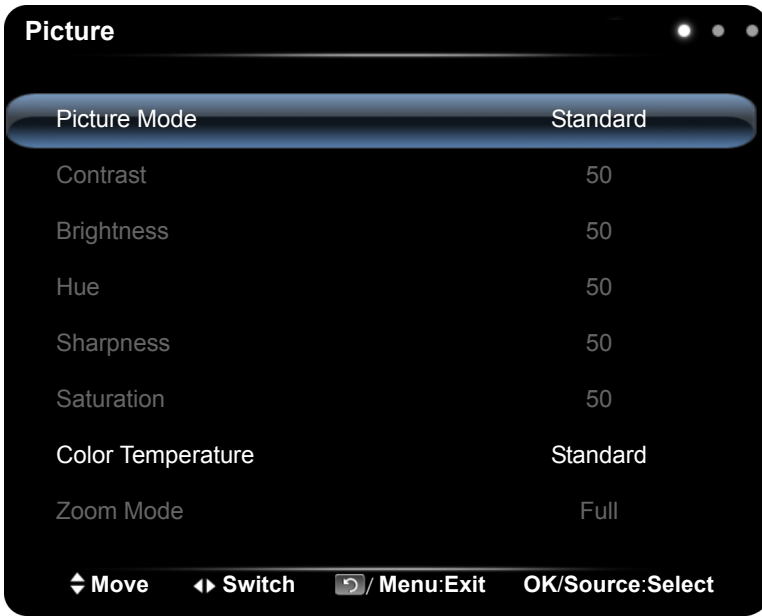 Picture
Picture Mode Standard
Contrast 50
Brightness 50
Hue 50
Sharpness 50
Saturation 50
Color Temperature Standard
Zoom Mode Full
Move Switch / Menu:Exit OK/Source:Select